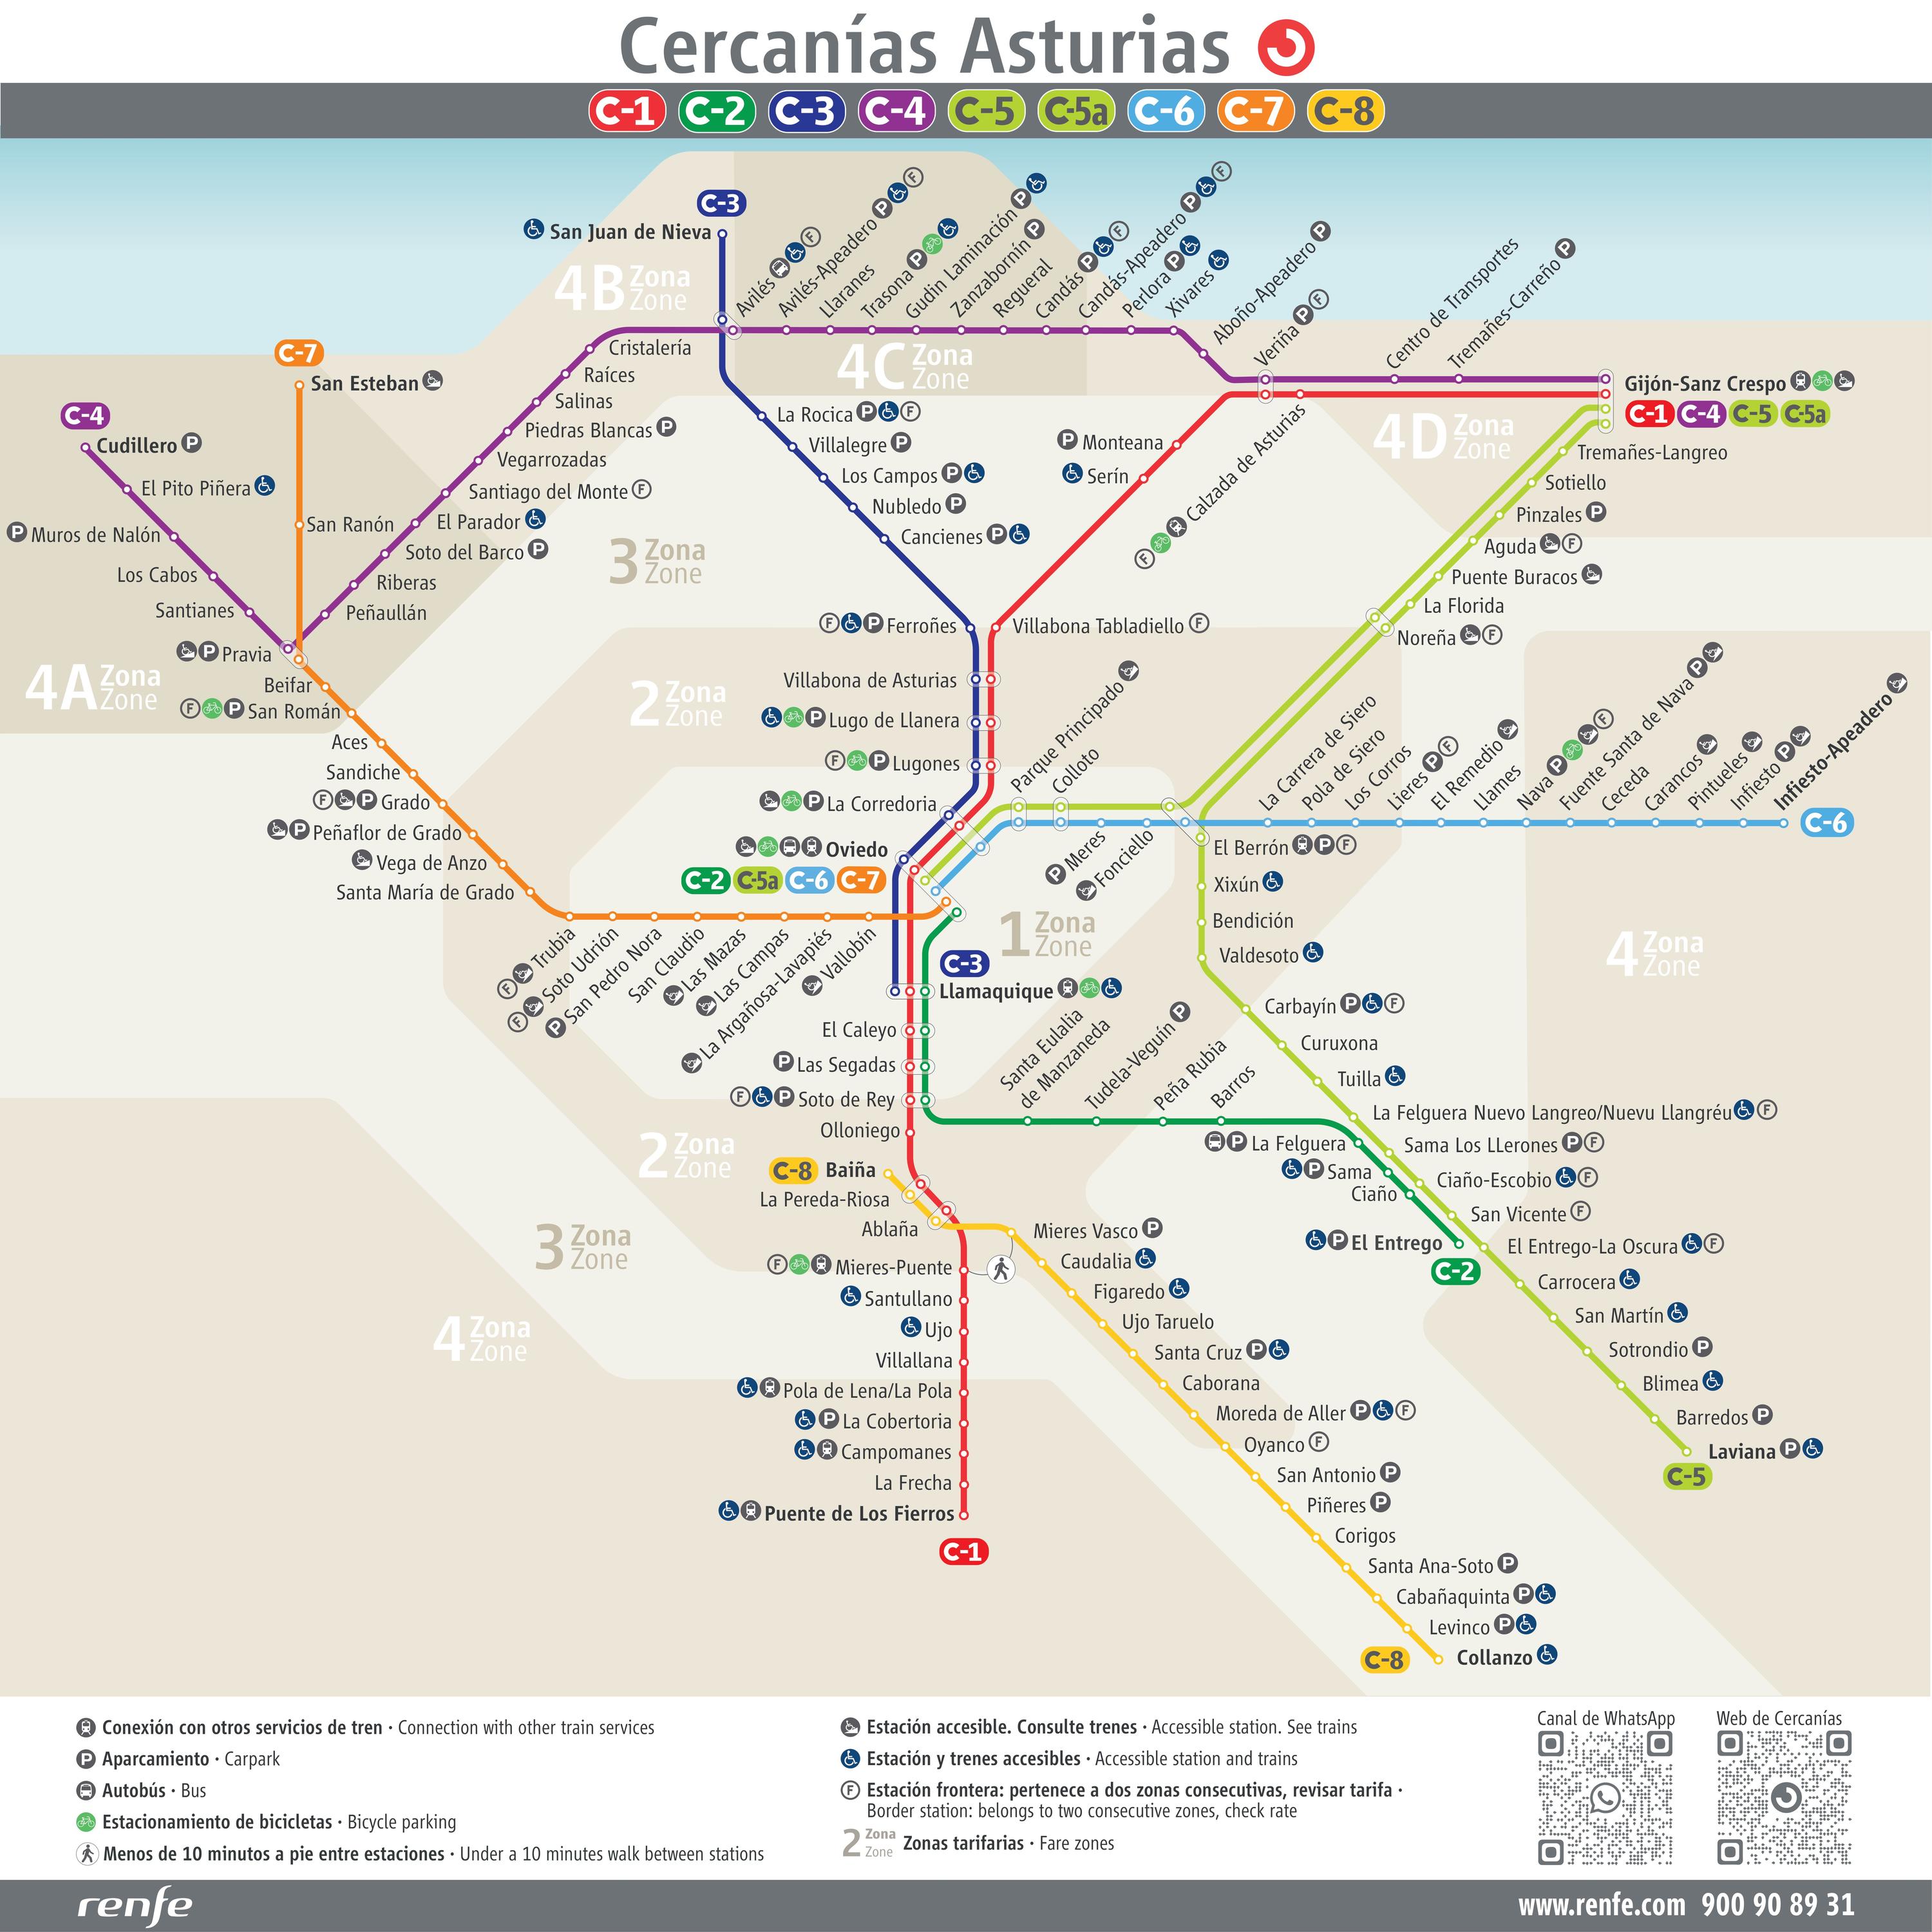 Cercanías Asturias
C-1 C-2 C-3 C-4 C-5 C-5a C-6 C-7 C-8
C-3
San Juan de Nieva
4B Zona
Zone
Avilés F
Avilés-Apeadero P F
Llaranes
Trasona P
Gudin Laminación P
Zanzabornín P
Regueral
Candás P F
Candás-Apeadero P F
Perlora P
Xivares
Aboño-Apeadero P
Veriña P F
Centro de Transportes
Tremañes-Carreño P
4C Zona
Zone
C-7
San Esteban
San Ranón
C-4
Cudillero P
El Pito Piñera
P Muros de Nalón
Los Cabos
Santianes
P Pravia
4A Zona
Zone
Cristalería
Raíces
Salinas
Piedras Blancas P
Vegarrozadas
Santiago del Monte F
El Parador
Soto del Barco P
Riberas
Peñaullán
Beifar
F P San Román
Aces
Sandiche
F P Grado
P Peñaflor de Grado
Vega de Anzo
Santa María de Grado
La Rocica P F
Villalegre P
Los Campos P
Nubledo P
Cancienes P
3 Zona
Zone
F P Ferroñes
P Monteana
Serín
F Calzada de Asturias
4D Zona
Zone
Gijón-Sanz Crespo
C-1 C-4 C-5 C-5a
Tremañes-Langreo
Sotiello
Pinzales P
Aguda F
Puente Buracos
La Florida
Noreña F
Villabona Tabladiello F
2 Zona
Zone
Villabona de Asturias
P Lugo de Llanera
F P Lugones
P La Corredoria
Oviedo
C-2 C-5a C-6 C-7
Parque Principado
Colloto
P Meres
Fonciello
La Carrera de Siero
Pola de Siero
Los Corros
Lieres P F
El Remedio
Llames
Nava P F
Fuente Santa de Nava P
Ceceda
Carancos
Pintueles
Infiesto P
Infiesto-Apeadero
C-6
El Berrón P F
Xixún
Bendición
Valdesoto
1 Zona
Zone
4 Zona
Zone
F Trubia
F Soto Udrión
P San Pedro Nora
San Claudio
Las Mazas
Las Campas
La Argañosa-Lavapiés
Vallobín
C-3
Llamaquique
El Caleyo
P Las Segadas
F P Soto de Rey
Olloniego
Santa Eulalia
de Manzaneda
Tudela-Veguín P
Peña Rubia
Barros
Carbayín P F
Curuxona
Tuilla
La Felguera Nuevo Langreo/Nuevu Llangréu F
Sama Los LLerones P F
Ciaño-Escobio F
San Vicente F
El Entrego-La Oscura F
Carrocera
San Martín
Sotrondio P
Blimea
Barredos P
Laviana P
C-5
P La Felguera
P Sama
Ciaño
P El Entrego
C-2
2 Zona
Zone
C-8 Baiña
La Pereda-Riosa
Ablaña
3 Zona
Zone
4 Zona
Zone
F Mieres-Puente
Santullano
Ujo
Villallana
Pola de Lena/La Pola
P La Cobertoria
Campomanes
La Frecha
Puente de Los Fierros
C-1
Mieres Vasco P
Caudalia
Figaredo
Ujo Taruelo
Santa Cruz P
Caborana
Moreda de Aller P F
Oyanco F
San Antonio P
Piñeres P
Corigos
Santa Ana-Soto P
Cabañaquinta P
Levinco P
C-8 Collanzo
Conexión con otros servicios de tren · Connection with other train services
P Aparcamiento · Carpark
Autobús · Bus
Estacionamiento de bicicletas · Bicycle parking
Menos de 10 minutos a pie entre estaciones · Under a 10 minutes walk between stations
Estación accesible. Consulte trenes · Accessible station. See trains
Estación y trenes accesibles · Accessible station and trains
F Estación frontera: pertenece a dos zonas consecutivas, revisar tarifa ·
Border station: belongs to two consecutive zones, check rate
2 Zona
Zone
Zonas tarifarias · Fare zones
Canal de WhatsApp
Web de Cercanías
renfe
www.renfe.com 900 90 89 31